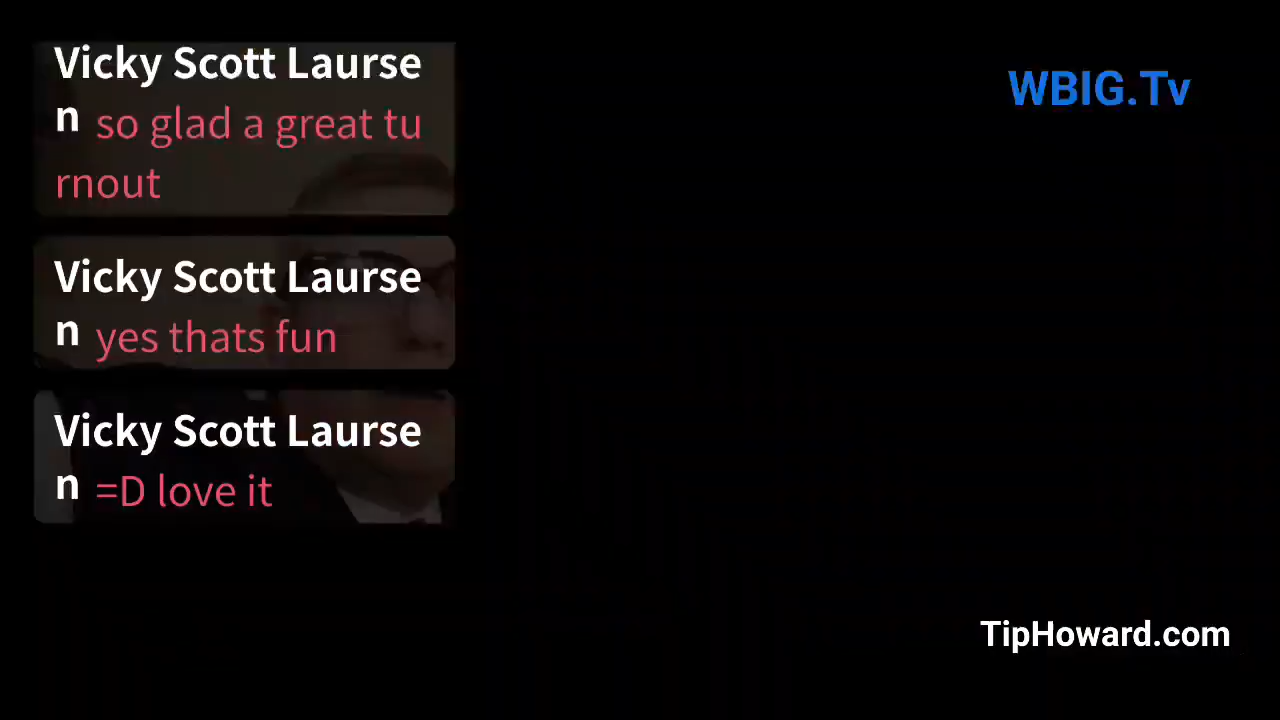 Vicky Scott Laurse
n so glad a great tu
rnout
WBIG.Tv
Vicky Scott Laurse
n yes thats fun
Vicky Scott Laurse
n =D love it
TipHoward.com